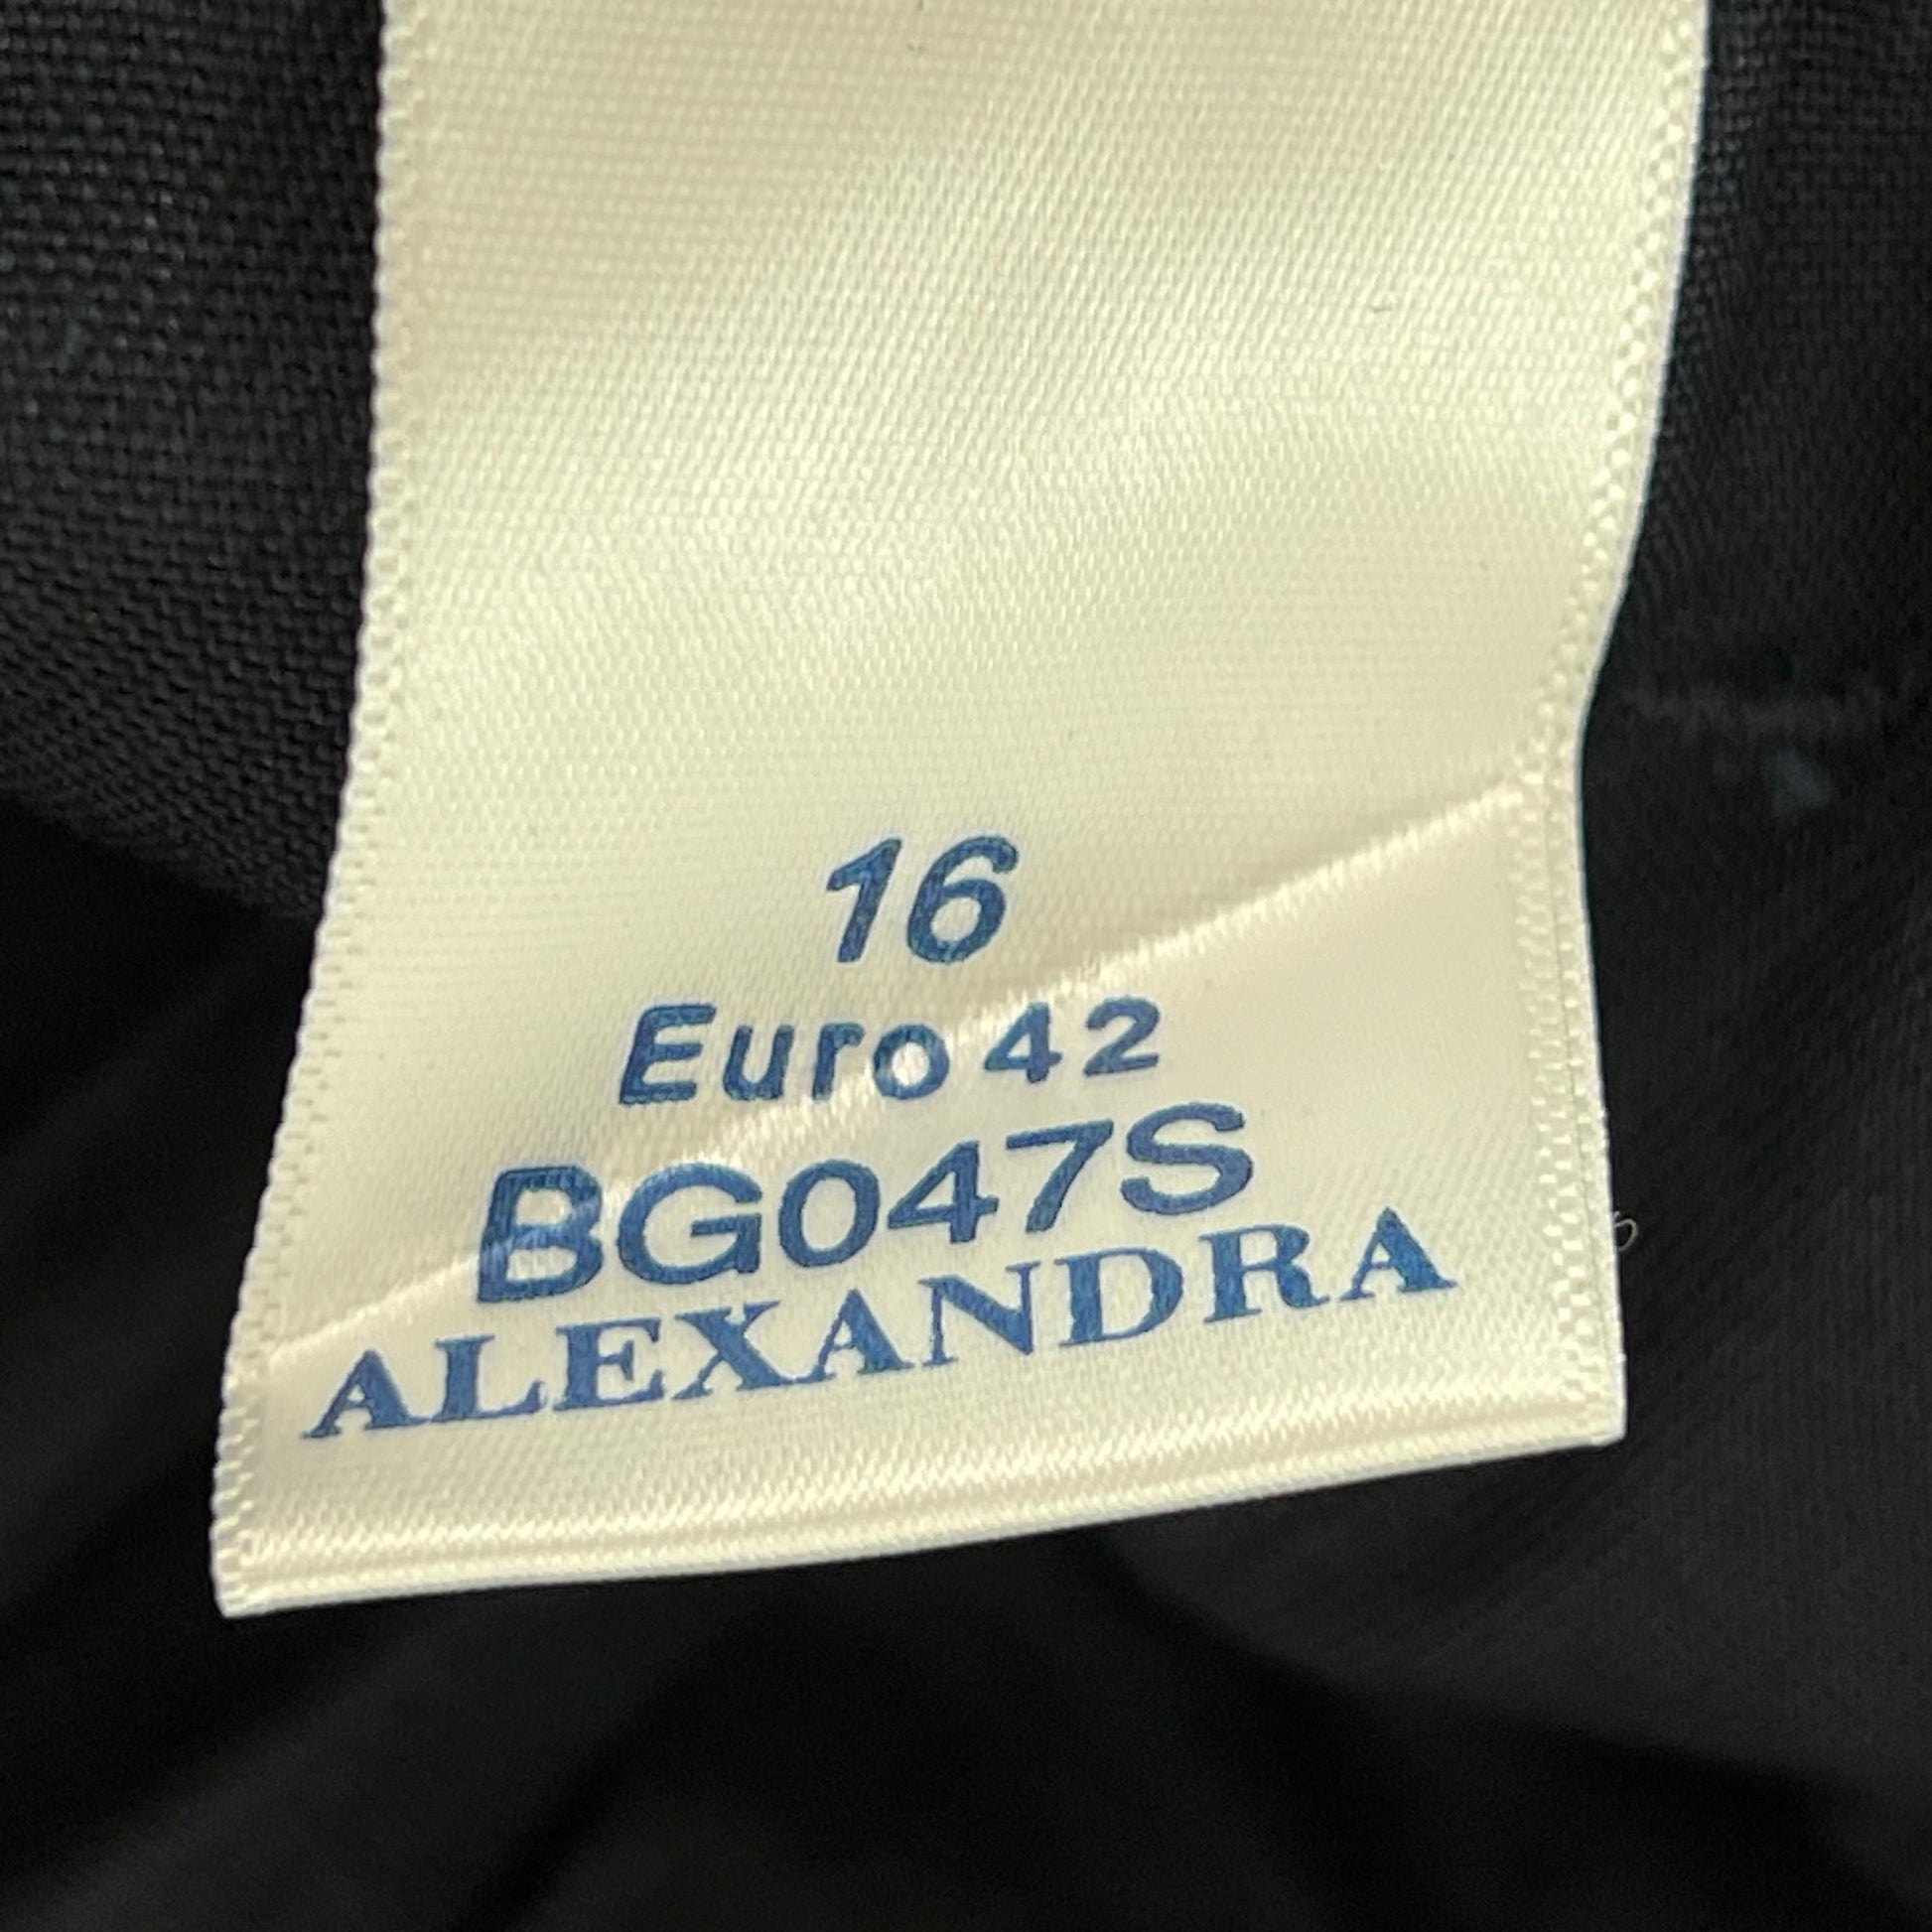 16
Euro 42
BG047S
ALEXANDRA